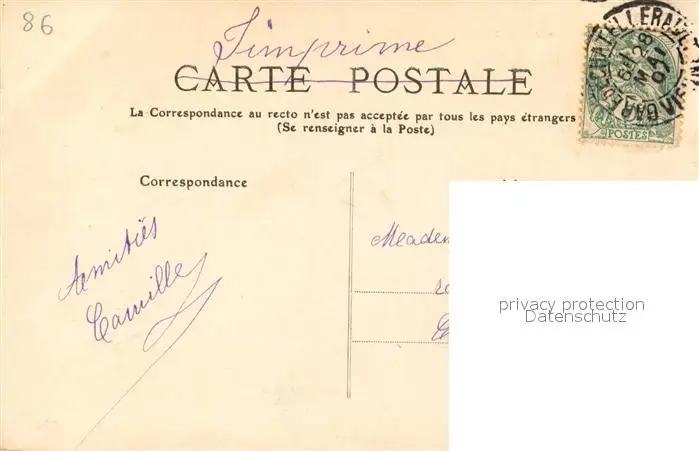 86
Imprimé
CARTE POSTALE
La Correspondance au recto n'est pas acceptée par tous les pays étrangers
(Se renseigner à la Poste)
Correspondance
Amitiés
Camille
privacy protection
Datenschutz
POSTES